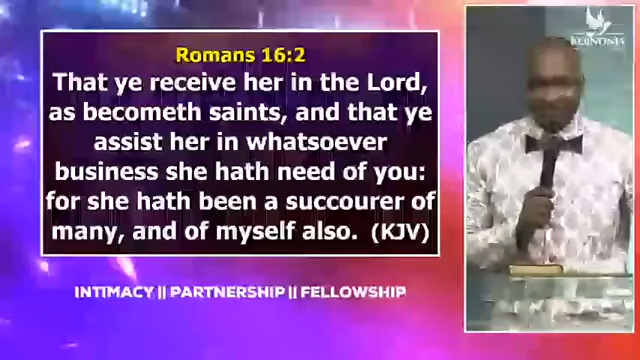 Romans 16:2
That ye receive her in the Lord,
as becometh saints, and that ye
assist her in whatsoever
business she hath need of you:
for she hath been a succourer of
many, and of myself also. (KJV)
INTIMACY || PARTNERSHIP || FELLOWSHIP
KOINONIA